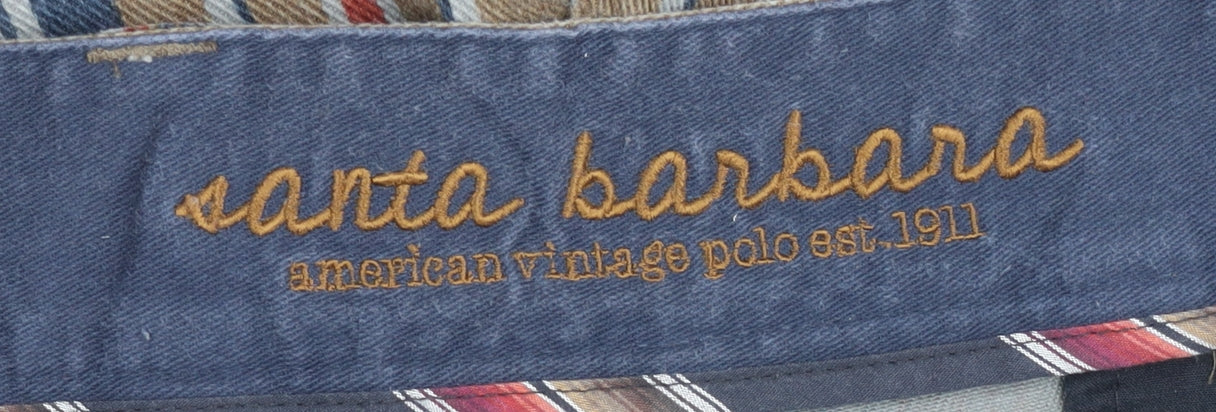 santa barbara
american vintage polo est.1911